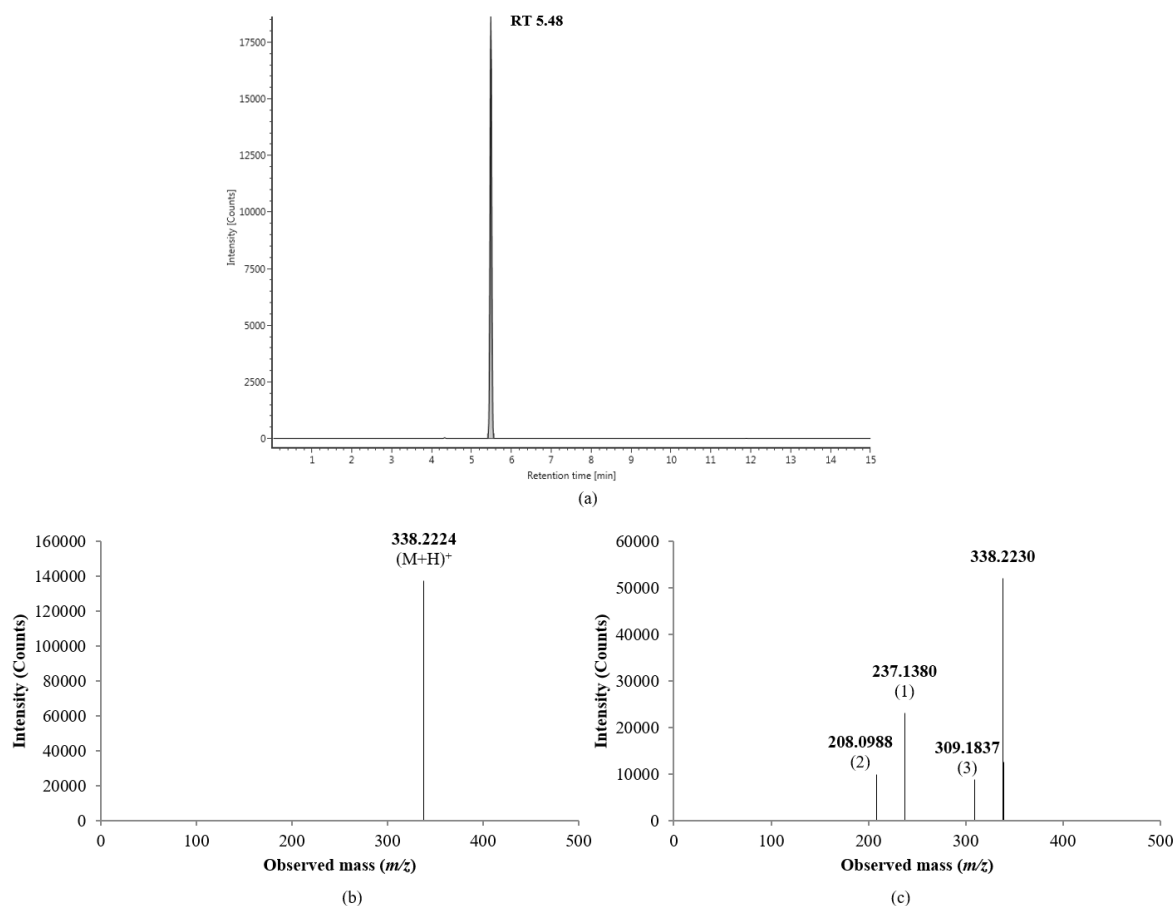 RT 5.48
17500
15000
12500
10000
7500
5000
2500
0
Intensity [Counts]
1 2 3 4 5 6 7 8 9 10 11 12 13 14 15
Retention time [min]
(a)
338.2224
(M+H)+
160000
140000
120000
100000
80000
60000
40000
20000
0
Intensity (Counts)
0 100 200 300 400 500
Observed mass (m/z)
(b)
338.2230
237.1380
(1)
208.0988
(2)
309.1837
(3)
60000
50000
40000
30000
20000
10000
0
Intensity (Counts)
0 100 200 300 400 500
Observed mass (m/z)
(c)